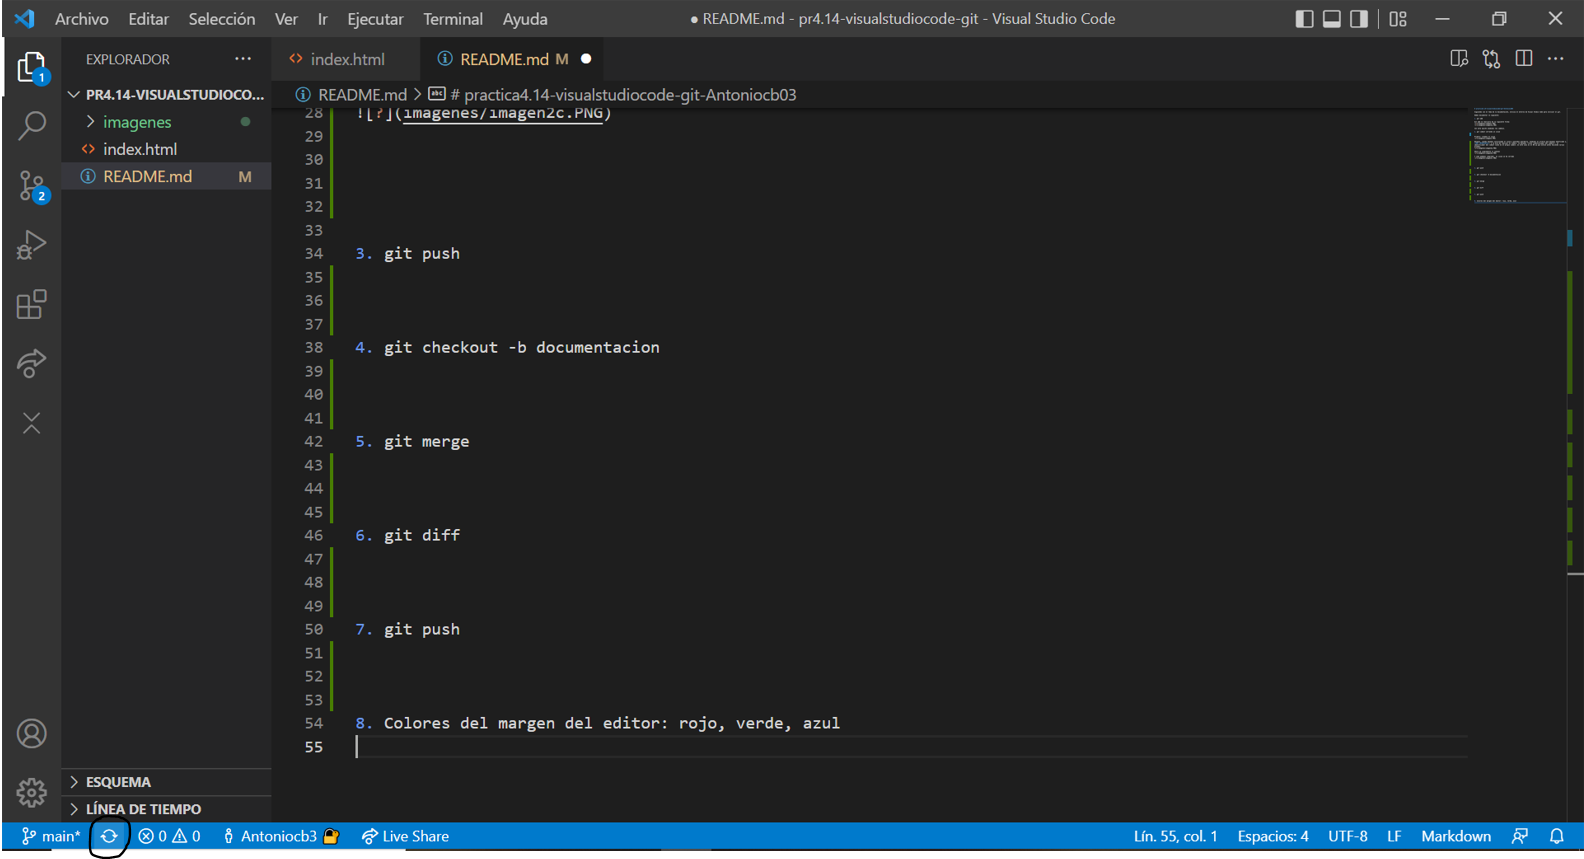 Archivo Editar Selección Ver Ir Ejecutar Terminal Ayuda
● README.md - pr4.14-visualstudiocode-git - Visual Studio Code
EXPLORADOR ···
index.html
README.md M ●
PR4.14-VISUALSTUDIOCO...
README.md > # practica4.14-visualstudiocode-git-Antoniocb03
imagenes
index.html
README.md M
1
2
28 ![?](imagenes/imagen2c.PNG)
29
30
31
32
33
34 3. git push
35
36
37
38 4. git checkout -b documentacion
39
40
41
42 5. git merge
43
44
45
46 6. git diff
47
48
49
50 7. git push
51
52
53
54 8. Colores del margen del editor: rojo, verde, azul
55
ESQUEMA
LÍNEA DE TIEMPO
main* 0 0 Antoniocb3 Live Share
Lín. 55, col. 1 Espacios: 4 UTF-8 LF Markdown